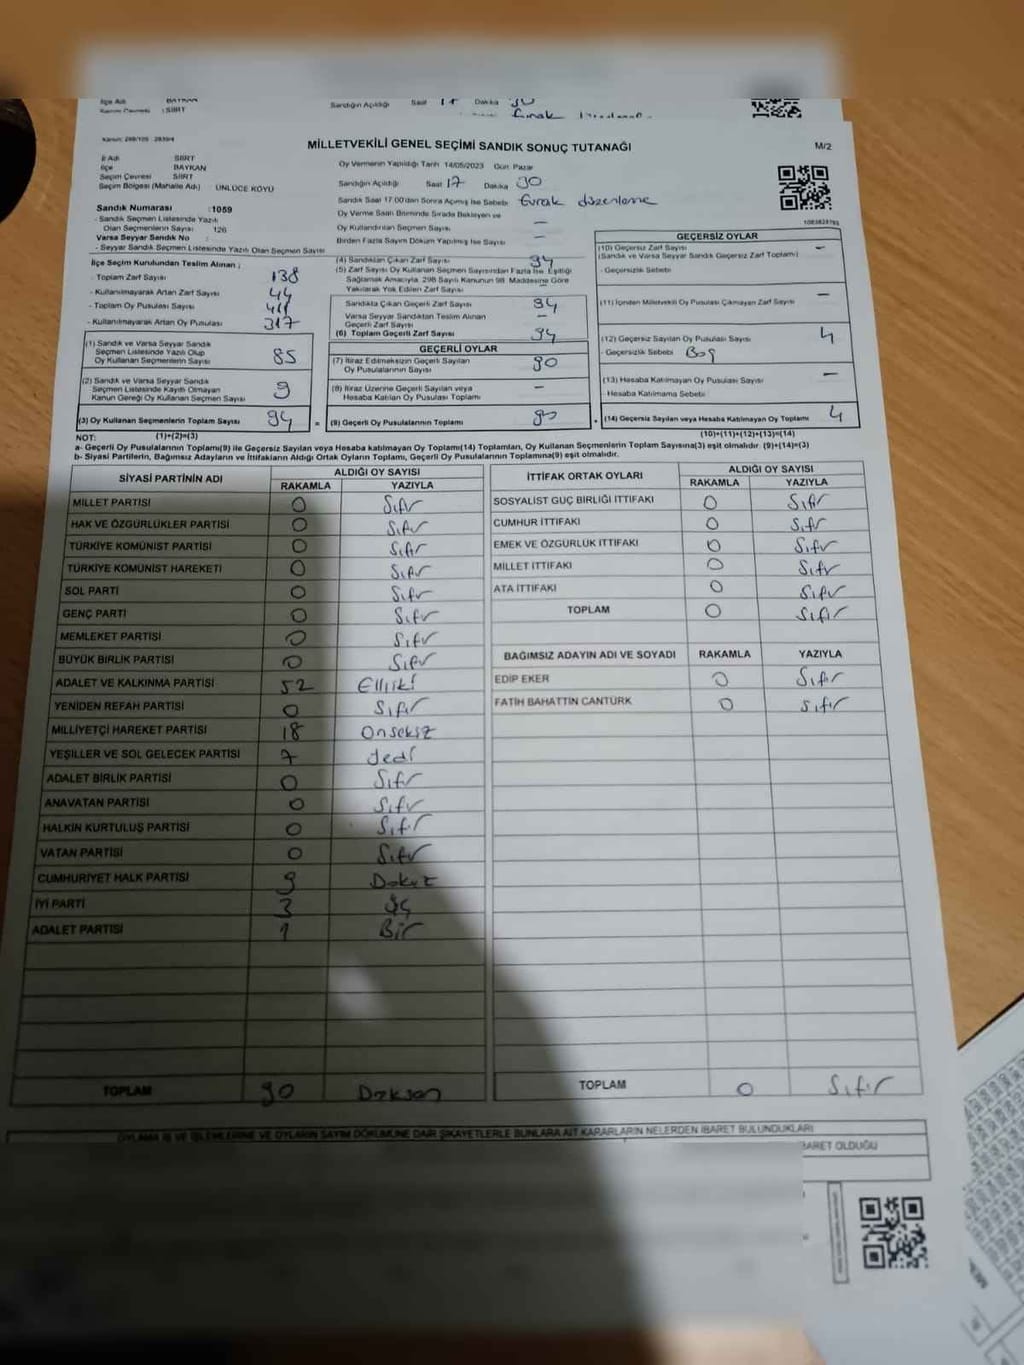 İlçe Adı BAYKAN
Seçim Çevresi : SİİRT
Sandığın Açıldığı Saat 17 Dakika 30
Evrak
Kanun: 298/105 2839/4
MİLLETVEKİLİ GENEL SEÇİMİ SANDIK SONUÇ TUTANAĞI
M/2
İl Adı SİİRT
İlçe BAYKAN
Seçim Çevresi SİİRT
Seçim Bölgesi (Mahalle Adı) ÜNLÜCE KÖYÜ
Oy Vermenin Yapıldığı Tarih 14/05/2023 Gün Pazar
Sandığın Açıldığı Saat 17 Dakika 30
Sandık Saat 17.00'den Sonra Açılmış İse Sebebi Evrak düzenleme
Oy Verme Saati Bitiminde Sırada Bekleyen ve
Oy Kullandırılan Seçmen Sayısı —
Birden Fazla Sayım Döküm Yapılmış İse Sayısı —
Sandık Numarası :1059
- Sandık Seçmen Listesinde Yazılı
Olan Seçmenlerin Sayısı 126
Varsa Seyyar Sandık No
- Seyyar Sandık Seçmen Listesinde Yazılı Olan Seçmen Sayısı
İlçe Seçim Kurulundan Teslim Alınan :
- Toplam Zarf Sayısı 138
- Kullanılmayarak Artan Zarf Sayısı 44
- Toplam Oy Pusulası Sayısı 411
- Kullanılmayarak Artan Oy Pusulası 317
(1) Sandık ve Varsa Seyyar Sandık
Seçmen Listesinde Yazılı Olup
Oy Kullanan Seçmenlerin Sayısı 85
(2) Sandık ve Varsa Seyyar Sandık
Seçmen Listesinde Kayıtlı Olmayan
Kanun Gereği Oy Kullanan Seçmen Sayısı 9
(3) Oy Kullanan Seçmenlerin Toplam Sayısı 94
(4) Sandıktan Çıkan Zarf Sayısı 94
(5) Zarf Sayısı Oy Kullanan Seçmen Sayısından Fazla İse, Eşitliği
Sağlamak Amacıyla, 298 Sayılı Kanunun 98. Maddesine Göre
Yakılarak Yok Edilen Zarf Sayısı —
Sandıkta Çıkan Geçerli Zarf Sayısı 94
Varsa Seyyar Sandıktan Teslim Alınan
Geçerli Zarf Sayısı —
(6) Toplam Geçerli Zarf Sayısı 94
GEÇERLİ OYLAR
(7) İtiraz Edilmeksizin Geçerli Sayılan
Oy Pusulalarının Sayısı 90
(8) İtiraz Üzerine Geçerli Sayılan veya
Hesaba Katılan Oy Pusulası Toplamı —
= (9) Geçerli Oy Pusulalarının Toplamı 90
GEÇERSİZ OYLAR
(10) Geçersiz Zarf Sayısı —
(Sandık ve Varsa Seyyar Sandık Geçersiz Zarf Toplamı)
- Geçersizlik Sebebi
(11) İçinden Milletvekili Oy Pusulası Çıkmayan Zarf Sayısı —
(12) Geçersiz Sayılan Oy Pusulası Sayısı 4
- Geçersizlik Sebebi Boş
(13) Hesaba Katılmayan Oy Pusulası Sayısı —
- Hesaba Katılmama Sebebi
+ (14) Geçersiz Sayılan veya Hesaba Katılmayan Oy Toplamı 4
NOT: (1)+(2)=(3) (10)+(11)+(12)+(13)=(14)
a- Geçerli Oy Pusulalarının Toplamı(9) ile Geçersiz Sayılan veya Hesaba katılmayan Oy Toplamı(14) Toplamları, Oy Kullanan Seçmenlerin Toplam Sayısına(3) eşit olmalıdır. (9)+(14)=(3)
b- Siyasi Partilerin, Bağımsız Adayların ve İttifakların Aldığı Ortak Oyların Toplamı, Geçerli Oy Pusulalarının Toplamına(9) eşit olmalıdır.
SİYASİ PARTİNİN ADI ALDIĞI OY SAYISI
RAKAMLA YAZIYLA
MİLLET PARTİSİ 0 Sıfır
HAK VE ÖZGÜRLÜKLER PARTİSİ 0 Sıfır
TÜRKİYE KOMÜNİST PARTİSİ 0 Sıfır
TÜRKİYE KOMÜNİST HAREKETİ 0 Sıfır
SOL PARTİ 0 Sıfır
GENÇ PARTİ 0 Sıfır
MEMLEKET PARTİSİ 0 Sıfır
BÜYÜK BİRLİK PARTİSİ 0 Sıfır
ADALET VE KALKINMA PARTİSİ 52 Elliiki
YENİDEN REFAH PARTİSİ 0 Sıfır
MİLLİYETÇİ HAREKET PARTİSİ 18 Onsekiz
YEŞİLLER VE SOL GELECEK PARTİSİ 7 Yedi
ADALET BİRLİK PARTİSİ 0 Sıfır
ANAVATAN PARTİSİ 0 Sıfır
HALKIN KURTULUŞ PARTİSİ 0 Sıfır
VATAN PARTİSİ 0 Sıfır
CUMHURİYET HALK PARTİSİ 9 Dokuz
İYİ PARTİ 3 Üç
ADALET PARTİSİ 1 Bir
TOPLAM 90 Doksan
İTTİFAK ORTAK OYLARI ALDIĞI OY SAYISI
RAKAMLA YAZIYLA
SOSYALİST GÜÇ BİRLİĞİ İTTİFAKI 0 Sıfır
CUMHUR İTTİFAKI 0 Sıfır
EMEK VE ÖZGÜRLÜK İTTİFAKI 0 Sıfır
MİLLET İTTİFAKI 0 Sıfır
ATA İTTİFAKI 0 Sıfır
TOPLAM 0 Sıfır
BAĞIMSIZ ADAYIN ADI VE SOYADI RAKAMLA YAZIYLA
EDİP EKER 0 Sıfır
FATİH BAHATTİN CANTÜRK 0 Sıfır
TOPLAM 0 Sıfır
OYLAMA İŞ VE İŞLEMLERİNE VE OYLARIN SAYIM DÖKÜMÜNE DAİR ŞİKAYETLERLE BUNLARA AİT KARARLARIN NELERDEN İBARET BULUNDUKLARI
BARET OLDUĞU